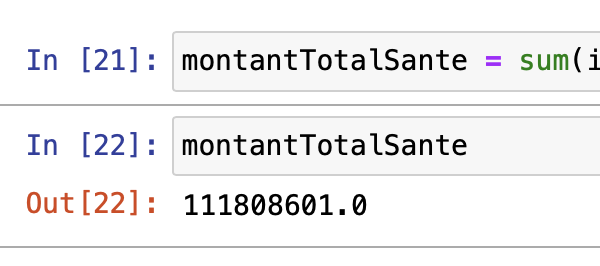 In [21]: montantTotalSante = sum(i
In [22]: montantTotalSante
Out[22]: 111808601.0